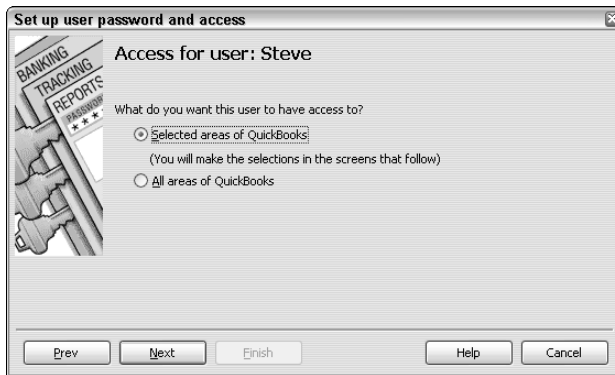 Set up user password and access
BANKING
TRACKING
REPORTS
PASSWORD
****
Access for user: Steve
What do you want this user to have access to?
Selected areas of QuickBooks
(You will make the selections in the screens that follow)
All areas of QuickBooks
Prev
Next
Finish
Help
Cancel